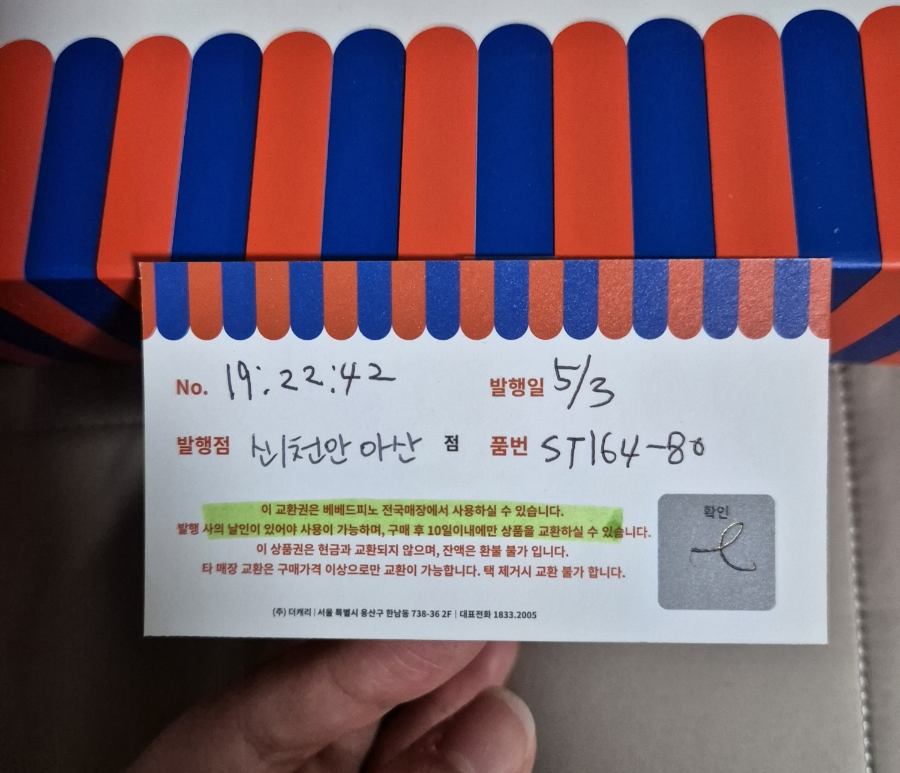 No. 19:22:42 발행일 5/3
발행점 신천안아산 점 품번 ST164-80
이 교환권은 베베드피노 전국매장에서 사용하실 수 있습니다.
발행 사의 날인이 있어야 사용이 가능하며, 구매 후 10일이내에만 상품을 교환하실 수 있습니다.
이 상품권은 현금과 교환되지 않으며, 잔액은 환불 불가 입니다.
타 매장 교환은 구매가격 이상으로만 교환이 가능합니다. 택 제거시 교환 불가 합니다.
확인
(주) 더캐리 | 서울 특별시 용산구 한남동 738-36 2F | 대표전화 1833.2005